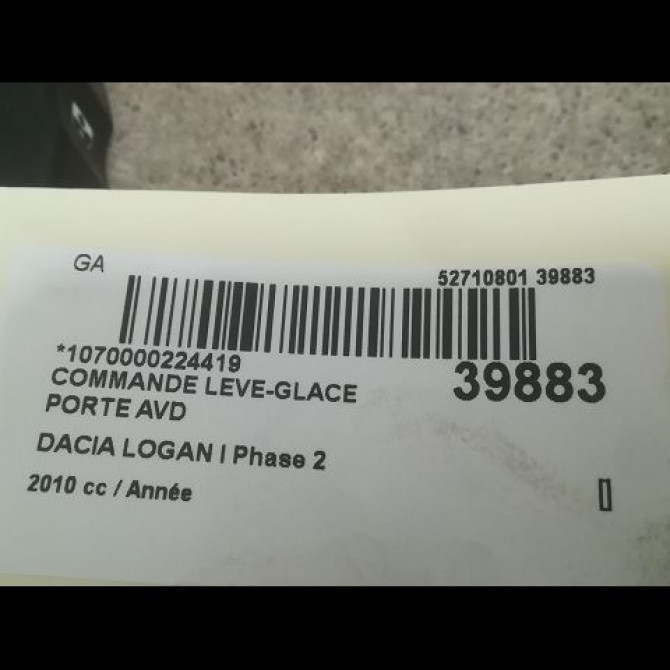 GA
52710801 39883
*1070000224419
39883
COMMANDE LEVE-GLACE
PORTE AVD
DACIA LOGAN I Phase 2
2010 cc / Année